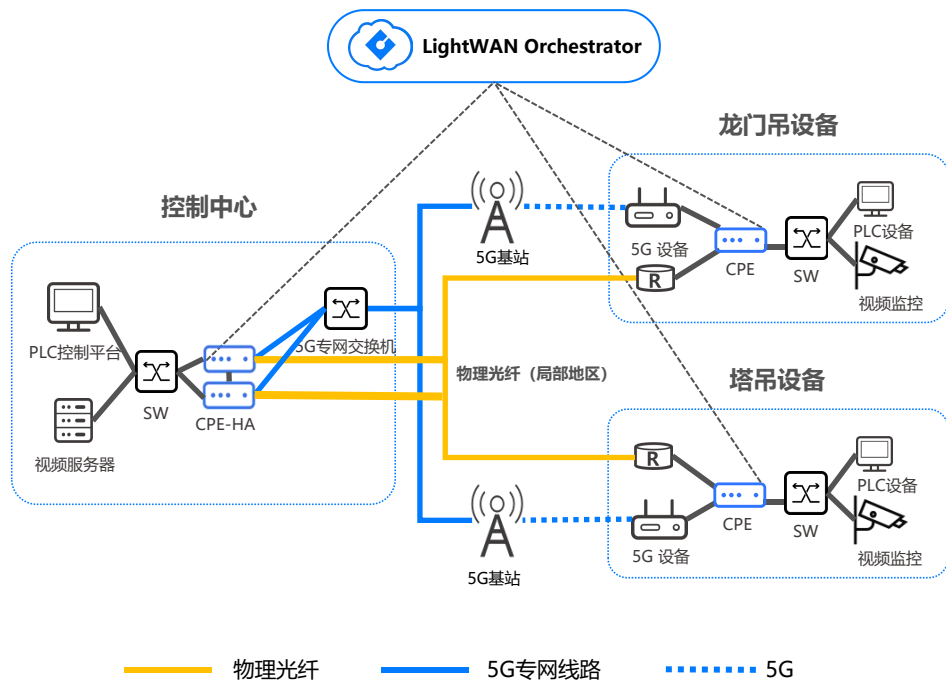 LightWAN Orchestrator
龙门吊设备
控制中心
5G基站
5G 设备
CPE
SW
PLC设备
视频监控
R
PLC控制平台
5G专网交换机
SW
CPE-HA
视频服务器
物理光纤（局部地区）
塔吊设备
R
CPE
SW
PLC设备
5G 设备
视频监控
5G基站
物理光纤
5G专网线路
5G